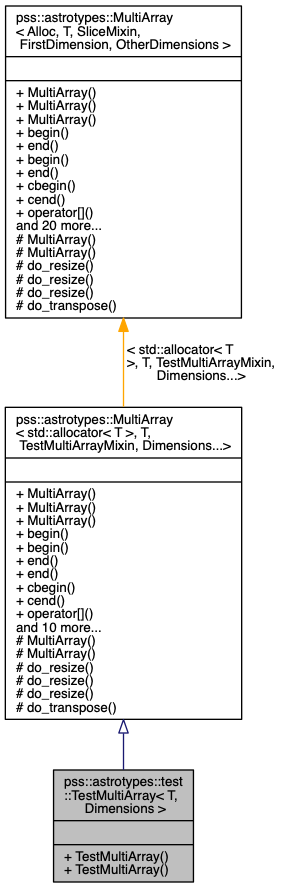 pss::astrotypes::MultiArray
< Alloc, T, SliceMixin,
FirstDimension, OtherDimensions >
+ MultiArray()
+ MultiArray()
+ MultiArray()
+ begin()
+ end()
+ begin()
+ end()
+ cbegin()
+ cend()
+ operator[]()
and 20 more...
# MultiArray()
# MultiArray()
# do_resize()
# do_resize()
# do_resize()
# do_transpose()
< std::allocator< T
>, T, TestMultiArrayMixin,
Dimensions...>
pss::astrotypes::MultiArray
< std::allocator< T >, T,
TestMultiArrayMixin, Dimensions...>
+ MultiArray()
+ MultiArray()
+ MultiArray()
+ begin()
+ begin()
+ end()
+ end()
+ cbegin()
+ cend()
+ operator[]()
and 10 more...
# MultiArray()
# MultiArray()
# do_resize()
# do_resize()
# do_resize()
# do_transpose()
pss::astrotypes::test
::TestMultiArray< T,
Dimensions >
+ TestMultiArray()
+ TestMultiArray()